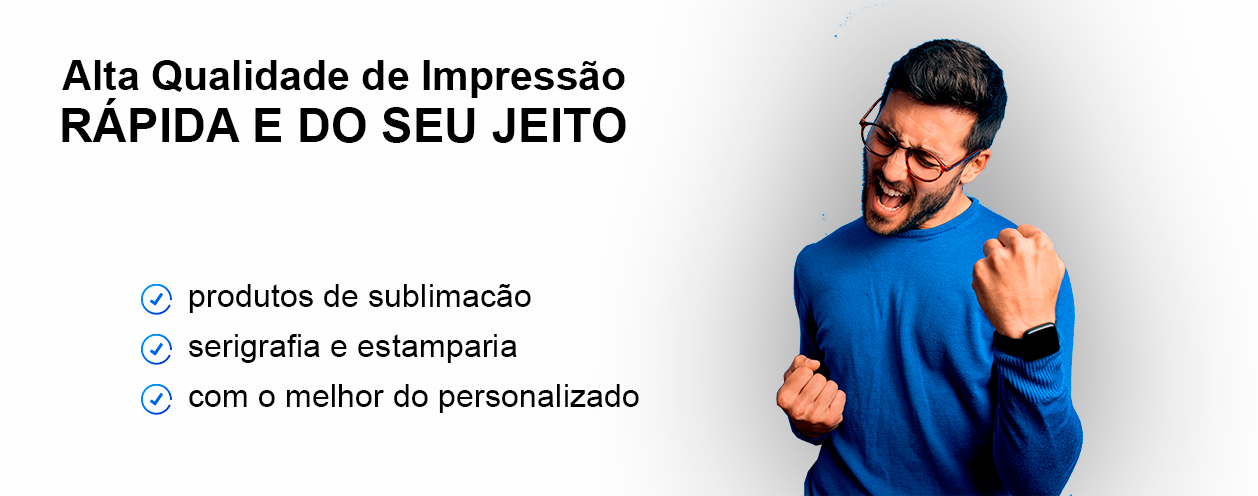 Alta Qualidade de Impressão
RÁPIDA E DO SEU JEITO
produtos de sublimacão
serigrafia e estamparia
com o melhor do personalizado